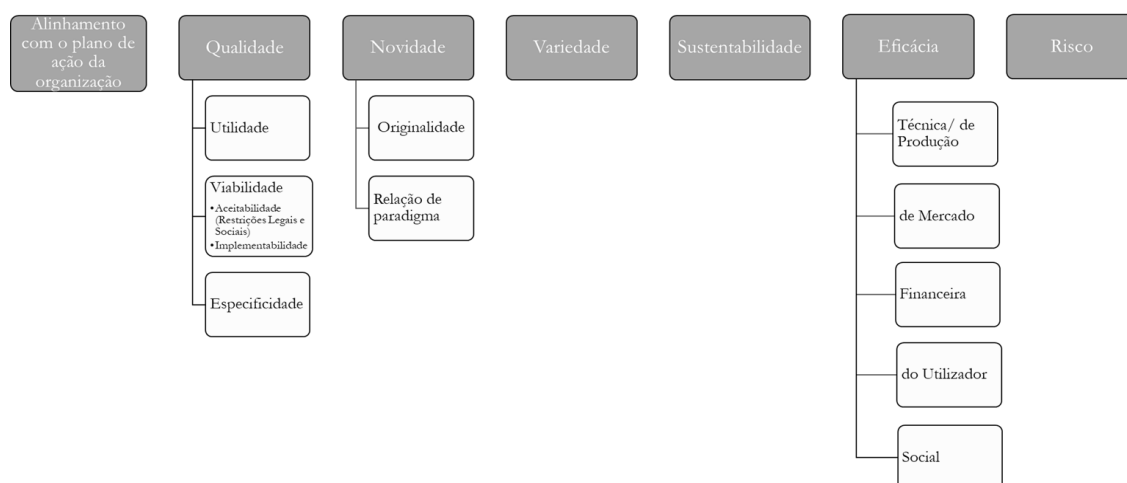 Alinhamento
com o plano de
ação da
organização
Qualidade
Utilidade
Viabilidade
•Aceitabilidade
(Restrições Legais e
Sociais)
•Implementabilidade
Especificidade
Novidade
Originalidade
Relação de
paradigma
Variedade
Sustentabilidade
Eficácia
Técnica/ de
Produção
de Mercado
Financeira
do Utilizador
Social
Risco